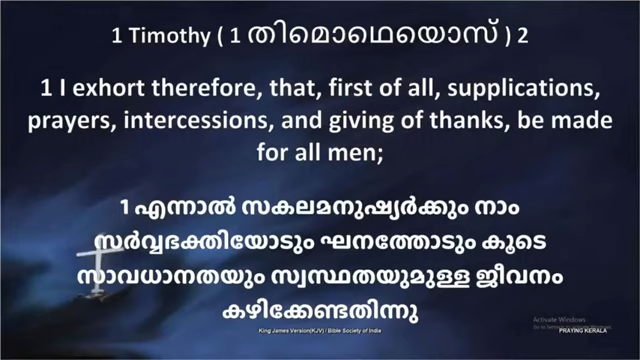 1 Timothy ( 1 തിമൊഥെയൊസ് ) 2
1 I exhort therefore, that, first of all, supplications,
prayers, intercessions, and giving of thanks, be made
for all men;
1 എന്നാൽ സകലമനുഷ്യർക്കും നാം
സർവ്വഭക്തിയോടും ഘനത്തോടും കൂടെ
സാവധാനതയും സ്വസ്ഥതയുമുള്ള ജീവനം
കഴിക്കേണ്ടതിന്നു
King James Version(KJV) / Bible Society of India
Activate Windows
PRAYING KERALA